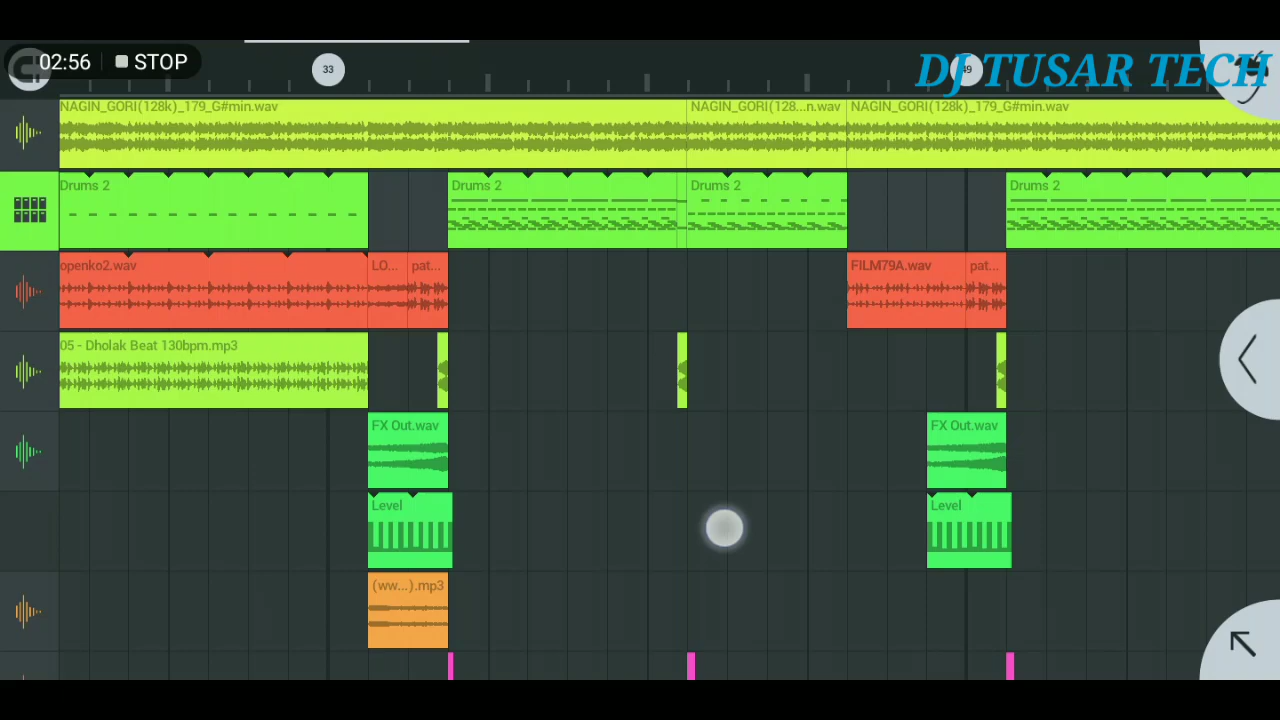 02:56 STOP
33
49
DJ TUSAR TECH
NAGIN_GORI(128k)_179_G#min.wav
NAGIN_GORI(128...n.wav
NAGIN_GORI(128k)_179_G#min.wav
Drums 2
Drums 2
Drums 2
Drums 2
openko2.wav
LO...
pat...
FILM79A.wav
pat...
05 - Dholak Beat 130bpm.mp3
FX Out.wav
FX Out.wav
Level
Level
(ww...).mp3